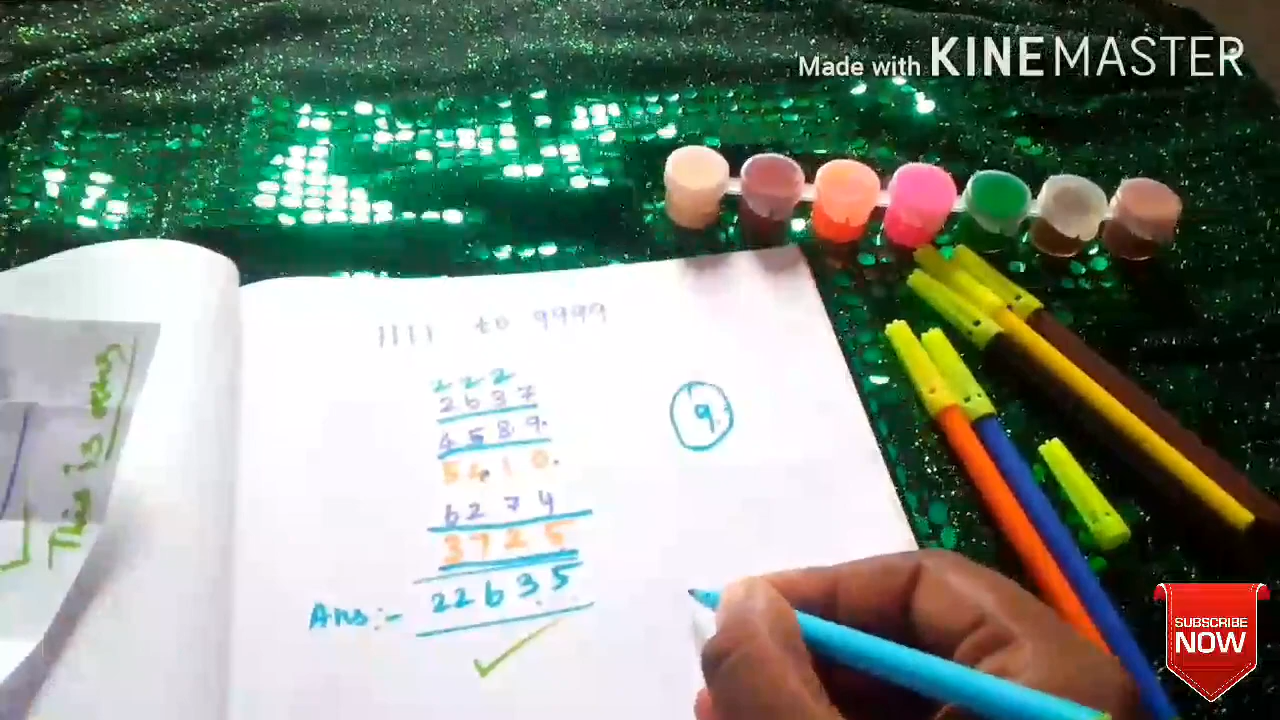 Made with KINEMASTER
1111 to 9999
222
2637
4589.
5410.
6274
3725
Ans:- 22635
9.
This is
SUBSCRIBE
NOW